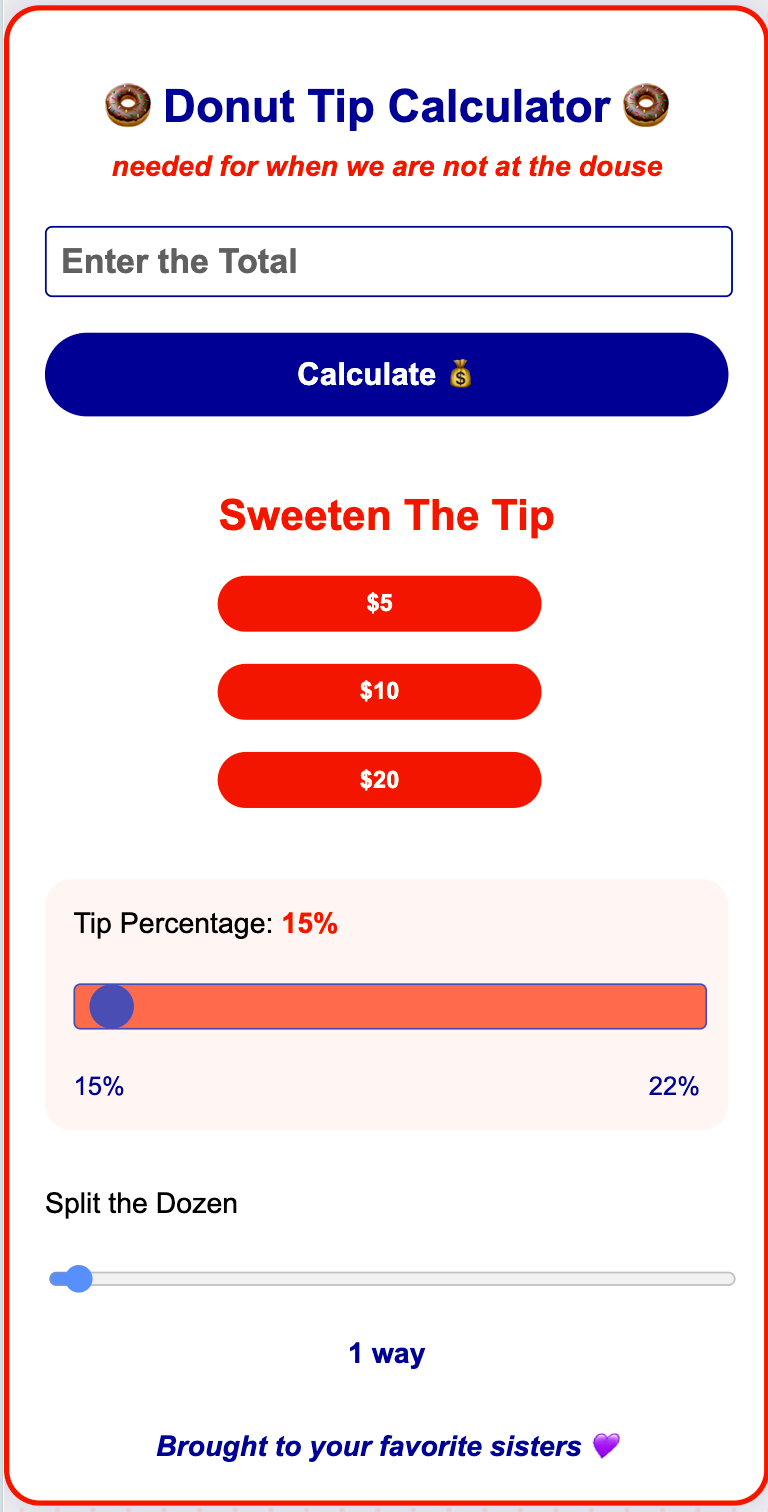 🍩 Donut Tip Calculator 🍩
needed for when we are not at the douse
Enter the Total
Calculate 💰
Sweeten The Tip
$5
$10
$20
Tip Percentage: 15%
15% 22%
Split the Dozen
1 way
Brought to your favorite sisters 💜